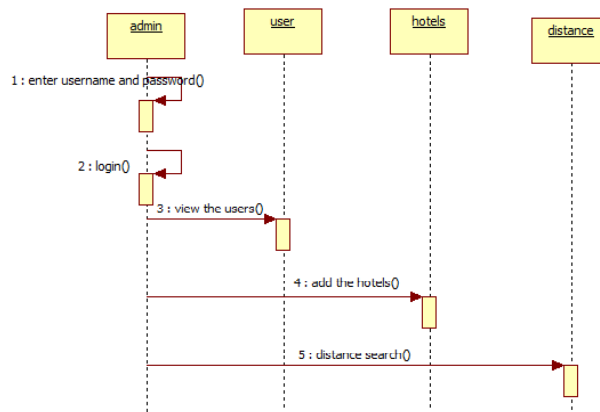 admin
user
hotels
distance
1 : enter username and password()
2 : login()
3 : view the users()
4 : add the hotels()
5 : distance search()